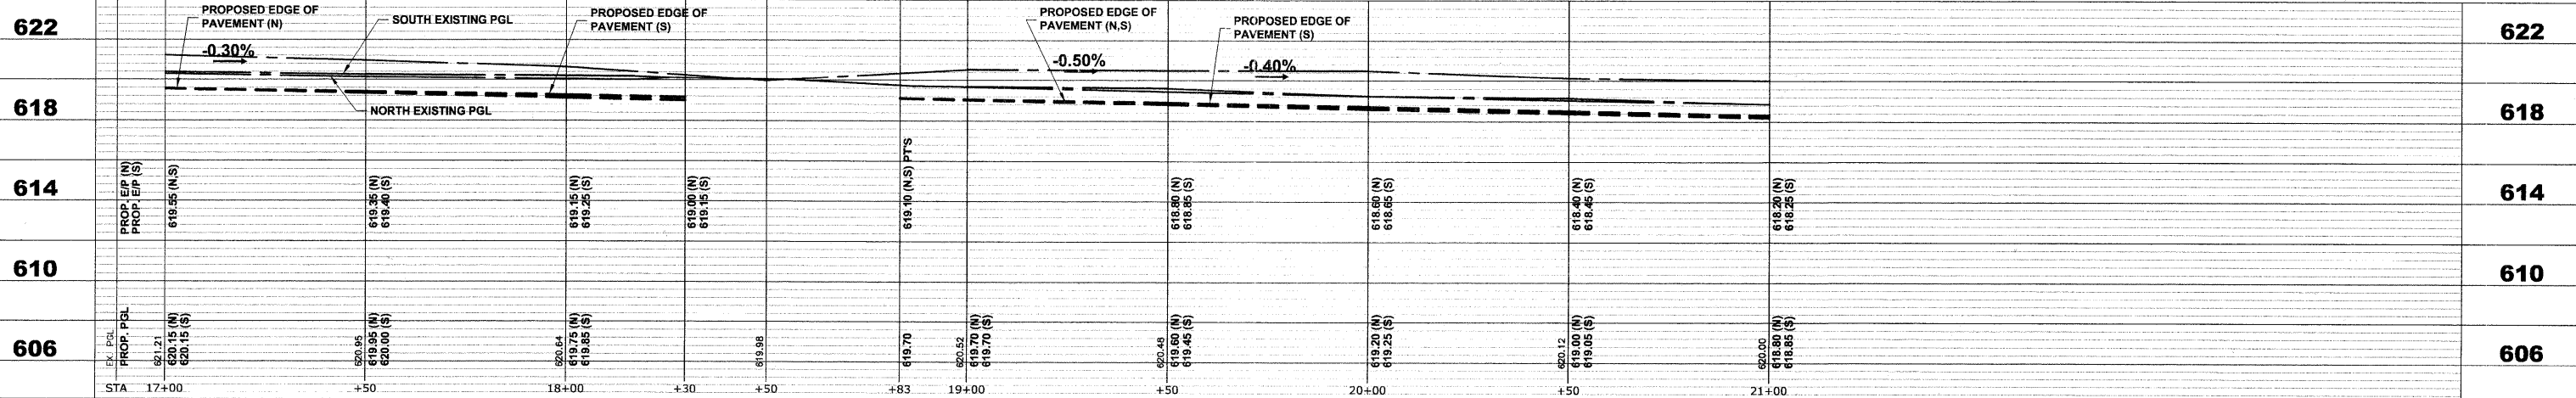 PROPOSED EDGE OF
PAVEMENT (N)
SOUTH EXISTING PGL
PROPOSED EDGE OF
PAVEMENT (S)
PROPOSED EDGE OF
PAVEMENT (N,S)
PROPOSED EDGE OF
PAVEMENT (S)
622
622
-0.30%
-0.50%
-0.40%
618
NORTH EXISTING PGL
618
614
PROP. E/P (N)
PROP. E/P (S)
619.55 (N,S)
619.35 (N)
619.40 (S)
619.15 (N)
619.25 (S)
619.00 (N)
619.15 (S)
619.10 (N,S) PT'S
618.80 (N)
618.85 (S)
618.60 (N)
618.65 (S)
618.40 (N)
618.45 (S)
618.20 (N)
618.25 (S)
614
610
610
606
EX. PGL
PROP. PGL
621.21
620.15 (N)
620.15 (S)
620.95
619.95 (N)
620.00 (S)
620.64
619.75 (N)
619.85 (S)
619.98
619.70
620.52
619.70 (N)
619.70 (S)
620.48
619.60 (N)
619.45 (S)
619.20 (N)
619.25 (S)
620.12
619.00 (N)
619.05 (S)
620.00
618.80 (N)
618.85 (S)
606
STA 17+00 +50 18+00 +30 +50 +83 19+00 +50 20+00 +50 21+00